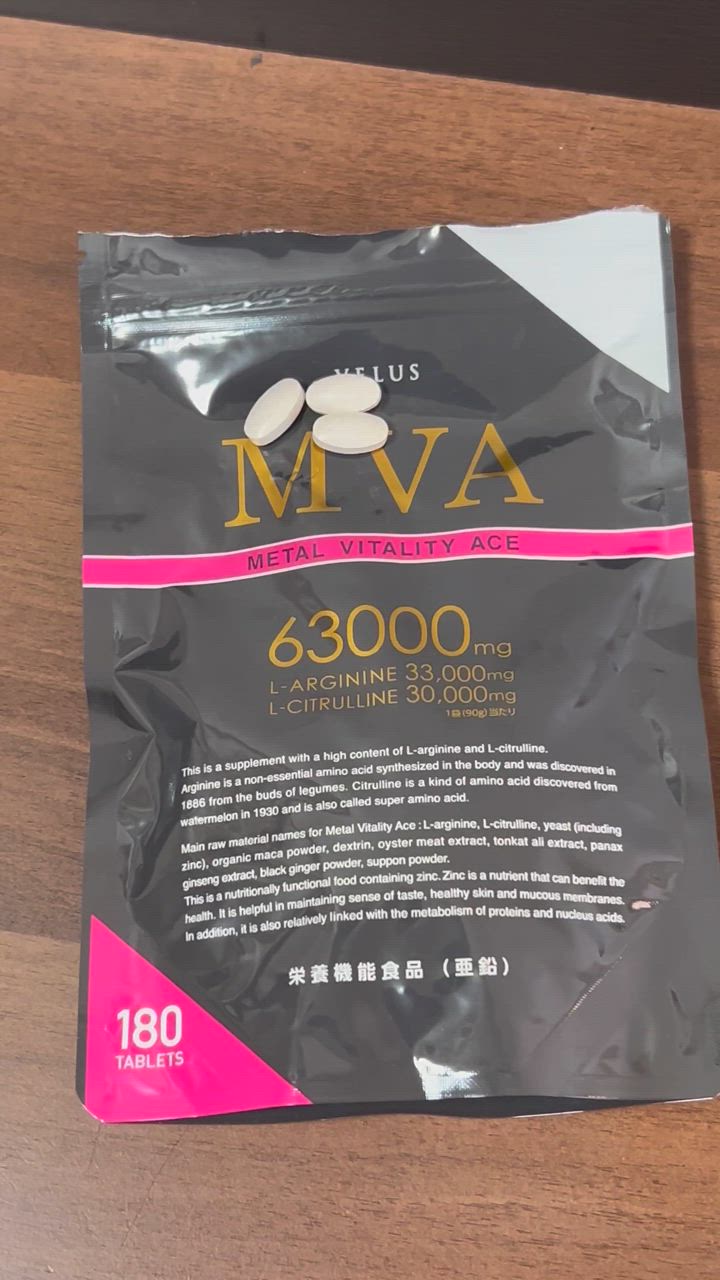 VELUS
MVA
METAL VITALITY ACE
63000mg
L-ARGININE 33,000mg
L-CITRULLINE 30,000mg
1袋(90g)当たり
This is a supplement with a high content of L-arginine and L-citrulline.
Arginine is a non-essential amino acid synthesized in the body and was discovered in
1886 from the buds of legumes. Citrulline is a kind of amino acid discovered from
watermelon in 1930 and is also called super amino acid.
Main raw material names for Metal Vitality Ace : L-arginine, L-citrulline, yeast (including
zinc), organic maca powder, dextrin, oyster meat extract, tonkat ali extract, panax
ginseng extract, black ginger powder, suppon powder.
This is a nutritionally functional food containing zinc. Zinc is a nutrient that can benefit the
health. It is helpful in maintaining sense of taste, healthy skin and mucous membranes.
In addition, it is also relatively linked with the metabolism of proteins and nucleus acids.
栄養機能食品 (亜鉛)
180
TABLETS